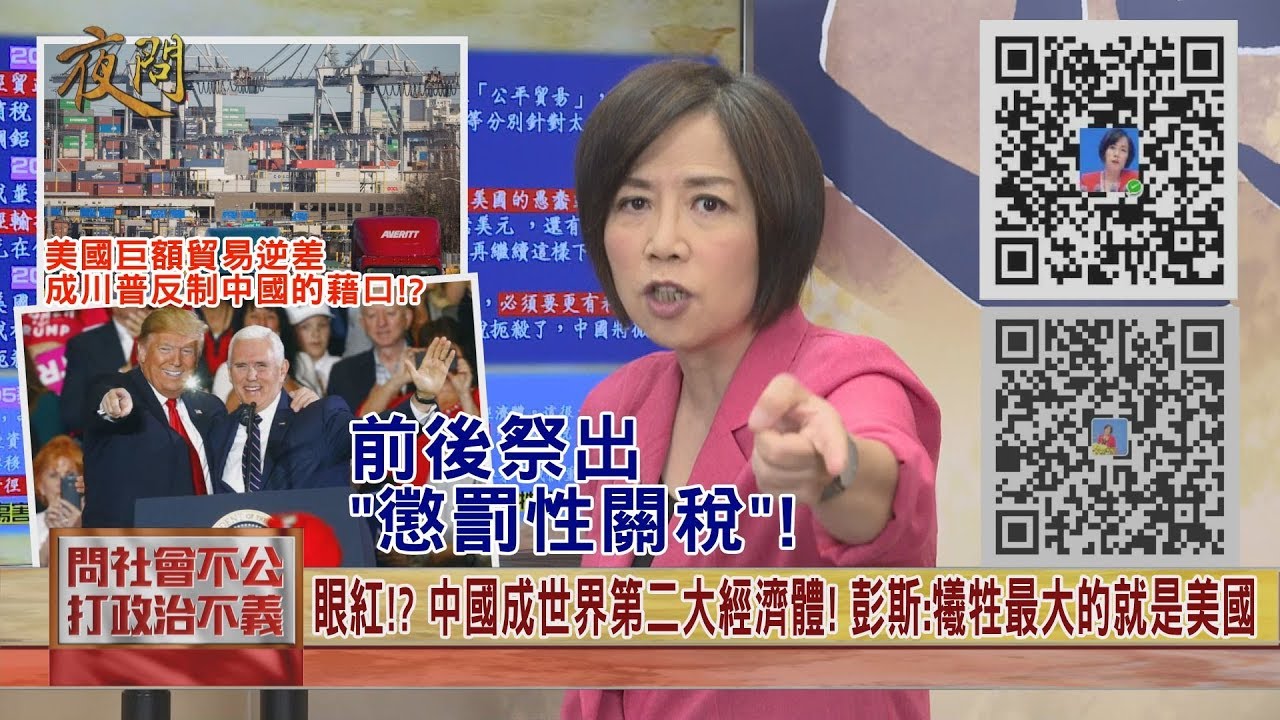 夜問
「公平貿易」，
等分別針對太
美國的愚蠢
美元，還有
再繼續這樣下
必須要更有
扼殺了，中國將
AVERITT
美國巨額貿易逆差
成川普反制中國的藉口!?
前後祭出
"懲罰性關稅"!
問社會不公
打政治不義
眼紅!? 中國成世界第二大經濟體! 彭斯:犧牲最大的就是美國